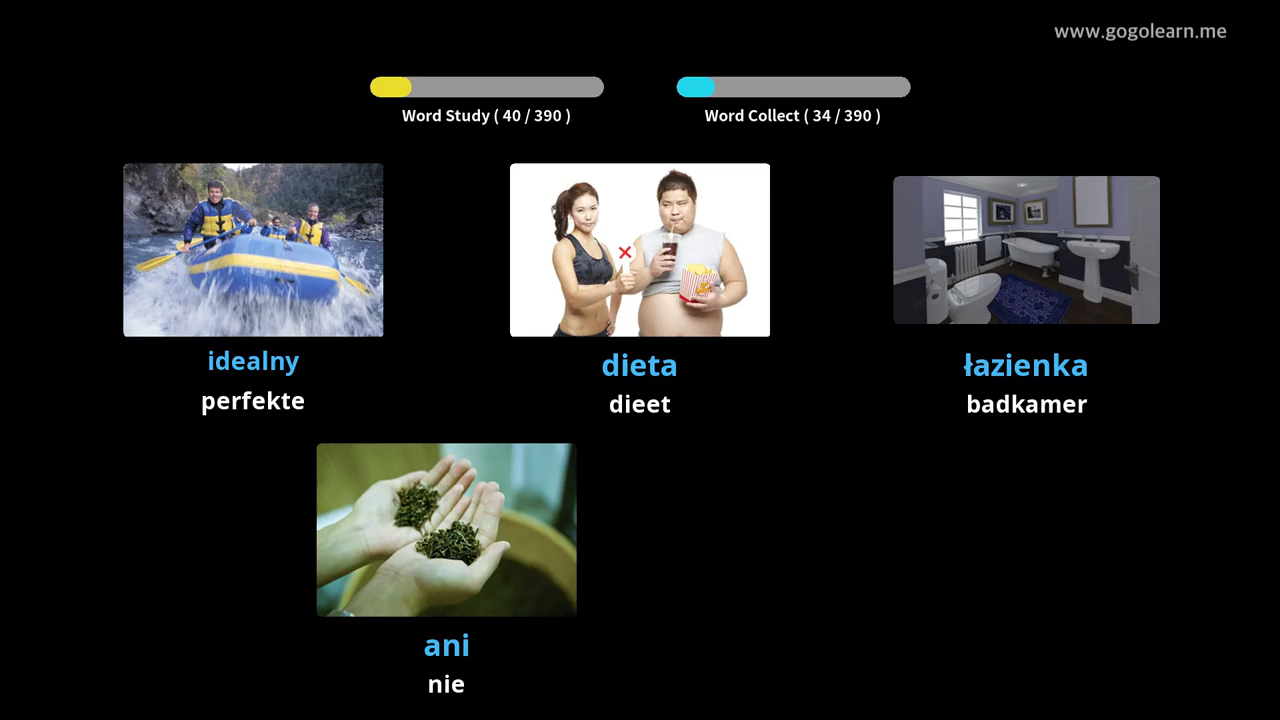 www.gogolearn.me
Word Study ( 40 / 390 )
Word Collect ( 34 / 390 )
idealny
perfekte
dieta
dieet
łazienka
badkamer
ani
nie